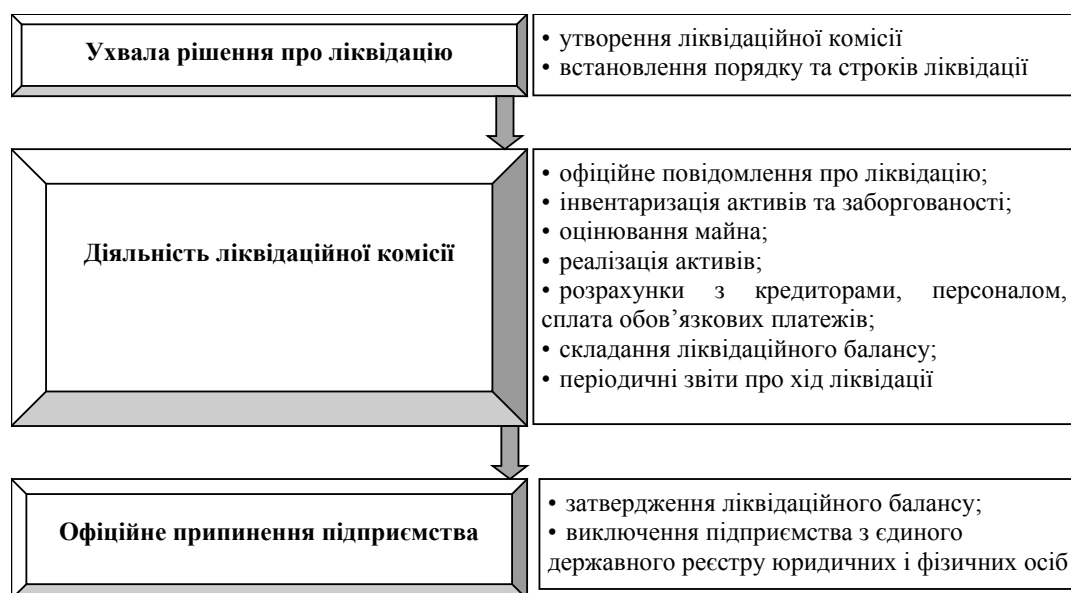 Ухвала рішення про ліквідацію
• утворення ліквідаційної комісії
• встановлення порядку та строків ліквідації
Діяльність ліквідаційної комісії
• офіційне повідомлення про ліквідацію;
• інвентаризація активів та заборгованості;
• оцінювання майна;
• реалізація активів;
• розрахунки з кредиторами, персоналом,
сплата обов’язкових платежів;
• складання ліквідаційного балансу;
• періодичні звіти про хід ліквідації
Офіційне припинення підприємства
• затвердження ліквідаційного балансу;
• виключення підприємства з єдиного
державного реєстру юридичних і фізичних осіб